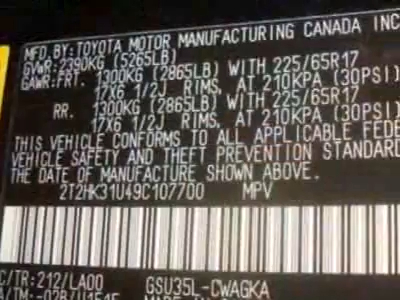 MFD.BY:TOYOTA MOTOR MANUFACTURING CANADA INC
GVWR:2390KG (5265LB)
GAWR:FRT. 1300KG (2865LB) WITH 225/65R17
17X6 1/2J RIMS, AT 210KPA (30PSI)
RR. 1300KG (2865LB) WITH 225/65R17
17X6 1/2J RIMS, AT 210KPA (30PSI)
THIS VEHICLE CONFORMS TO ALL APPLICABLE FEDE
VEHICLE SAFETY AND THEFT PREVENTION STANDARD
THE DATE OF MANUFACTURE SHOWN ABOVE.
2T2HK31U49C107700 MPV
C/TR:212/LA00 GSU35L-CWAGKA